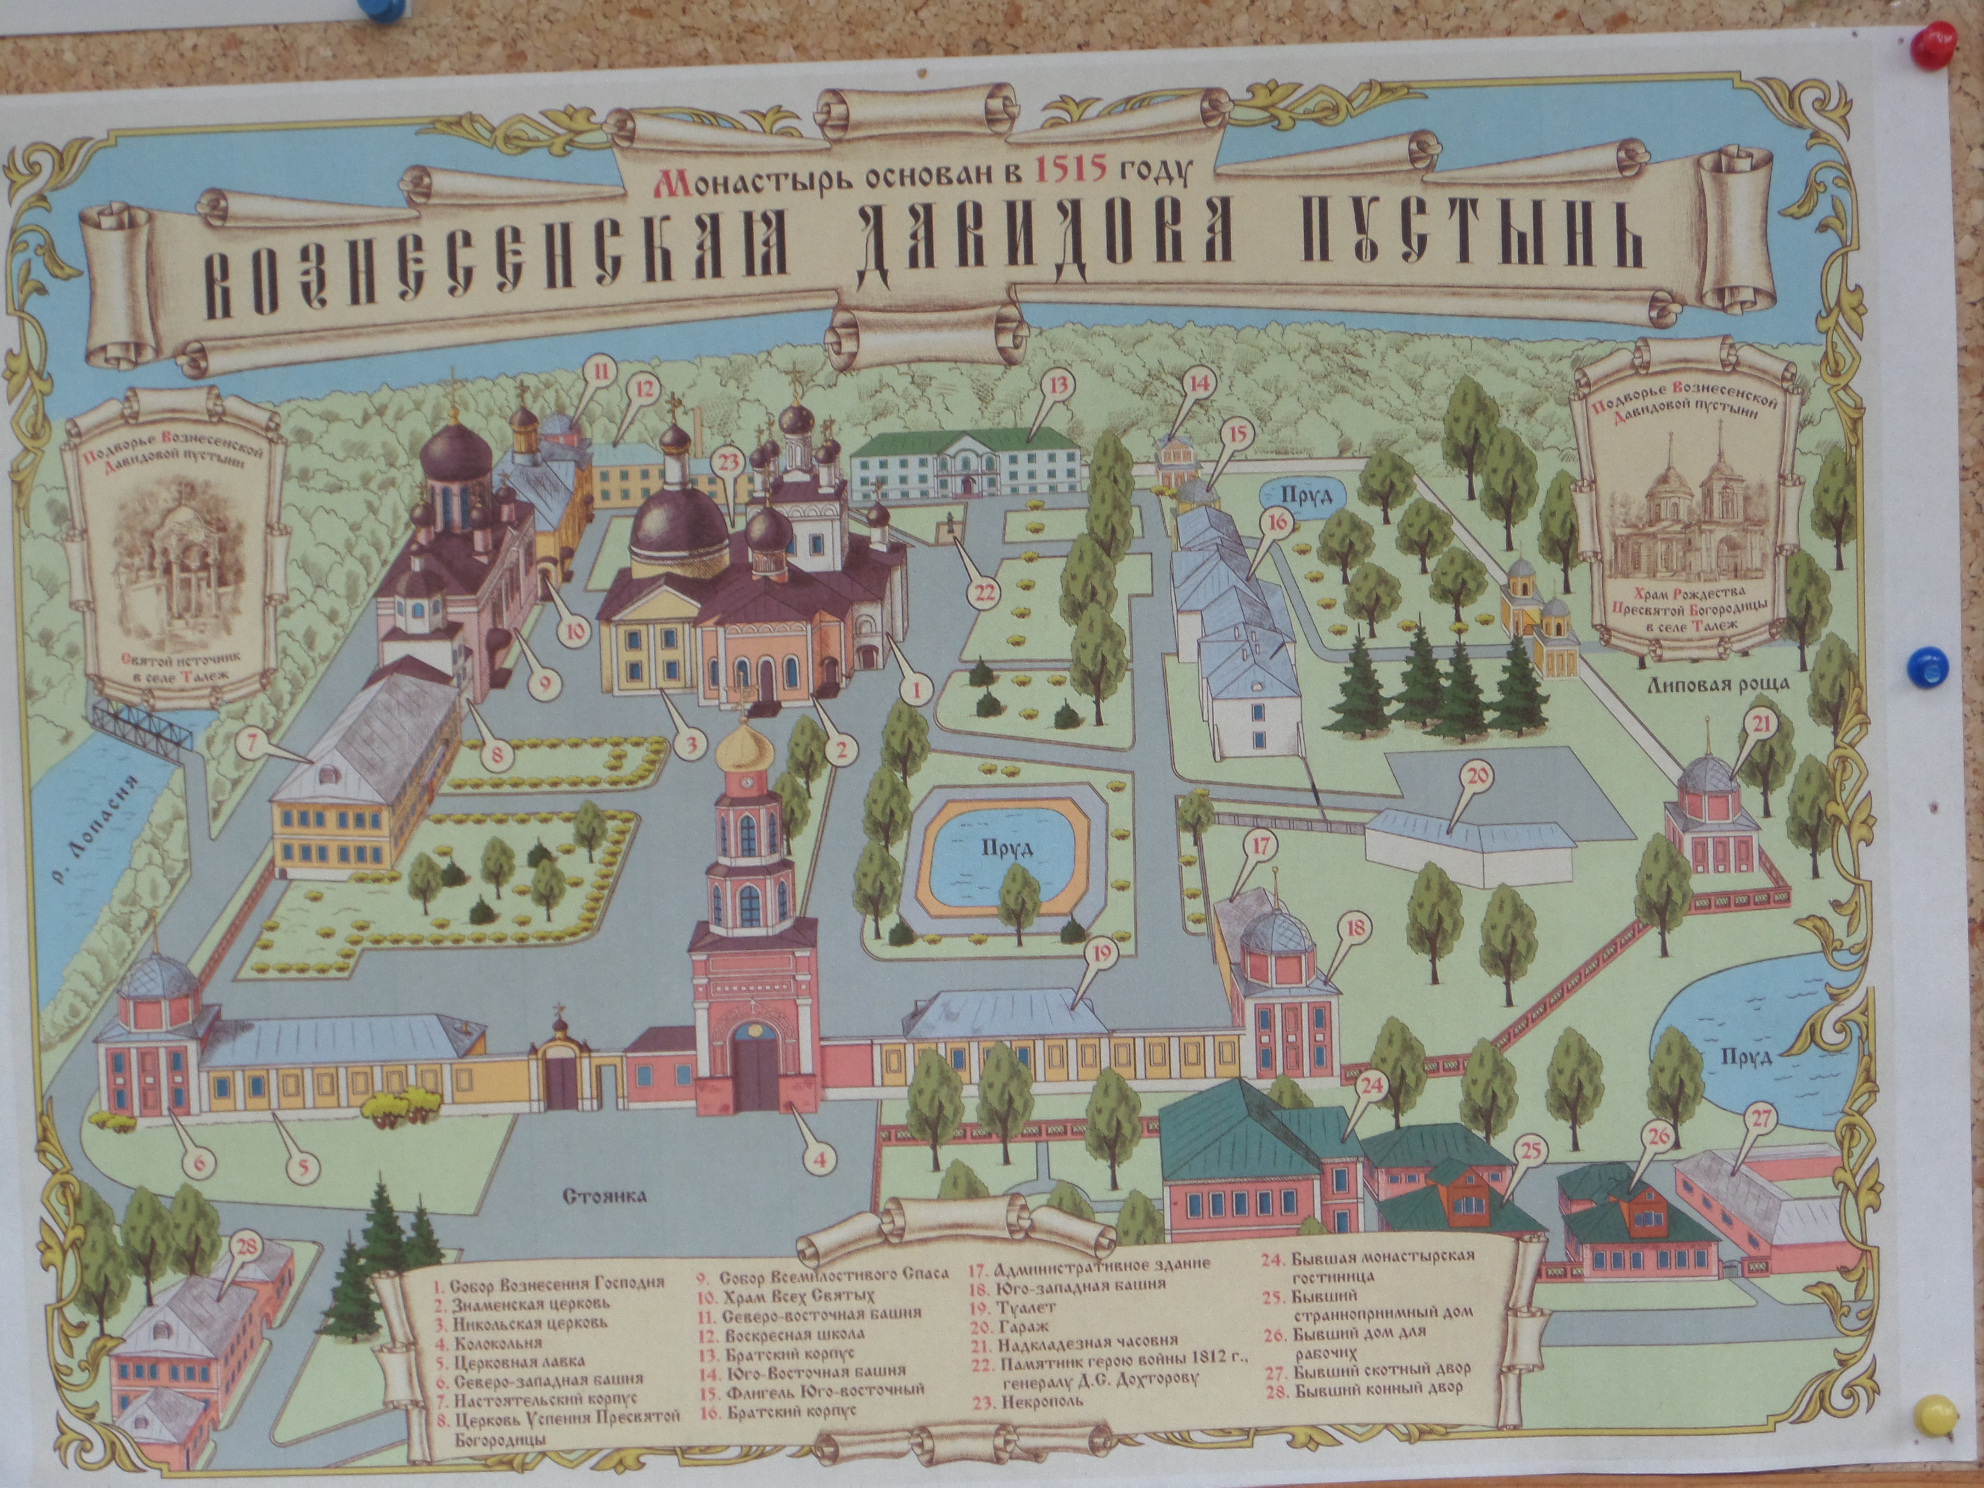 Монастырь основан в 1515 году
ВОЗНЕСЕНСКАЯ ДАВИДОВА ПУСТЫНЬ
Подворье Вознесенской
Давидовой пустыни
Святой источник
в селе Талеж
Подворье Вознесенской
Давидовой пустыни
Храм Рождества
Пресвятой Богородицы
в селе Талеж
11
12
13
14
15
23
16
Пруд
22
10
9
1
Липовая роща
7
8
3
2
21
20
р. Лопасня
Пруд
17
18
19
Пруд
24
6
5
4
25
26
27
Стоянка
28
1. Собор Вознесения Господня
2. Знаменская церковь
3. Никольская церковь
4. Колокольня
5. Церковная лавка
6. Северо-западная башня
7. Настоятельский корпус
8. Церковь Успения Пресвятой
Богородицы
9. Собор Всемилостивого Спаса
10. Храм Всех Святых
11. Северо-восточная башня
12. Воскресная школа
13. Братский корпус
14. Юго-Восточная башня
15. Флигель Юго-восточный
16. Братский корпус
17. Административное здание
18. Юго-западная башня
19. Туалет
20. Гараж
21. Надкладезная часовня
22. Памятник герою войны 1812 г.,
генералу Д.С. Дохторову
23. Некрополь
24. Бывшая монастырская
гостиница
25. Бывший
странноприимный дом
26. Бывший дом для
рабочих
27. Бывший скотный двор
28. Бывший конный двор